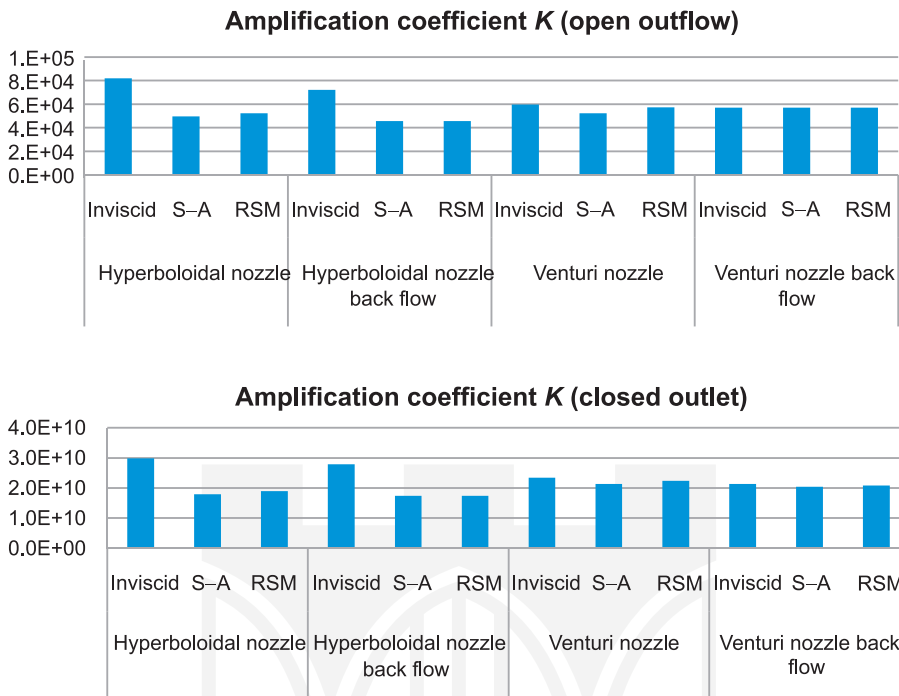 Amplification coefficient K (open outflow)
1.E+05
8.E+04
6.E+04
4.E+04
2.E+04
0.E+00
Inviscid S–A RSM Inviscid S–A RSM Inviscid S–A RSM Inviscid S–A RSM
Hyperboloidal nozzle Hyperboloidal nozzle Venturi nozzle Venturi nozzle back
back flow flow
Amplification coefficient K (closed outlet)
4.0E+10
3.0E+10
2.0E+10
1.0E+10
0.0E+00
Inviscid S–A RSM Inviscid S–A RSM Inviscid S–A RSM Inviscid S–A RSM
Hyperboloidal nozzle Hyperboloidal nozzle Venturi nozzle Venturi nozzle back
back flow flow